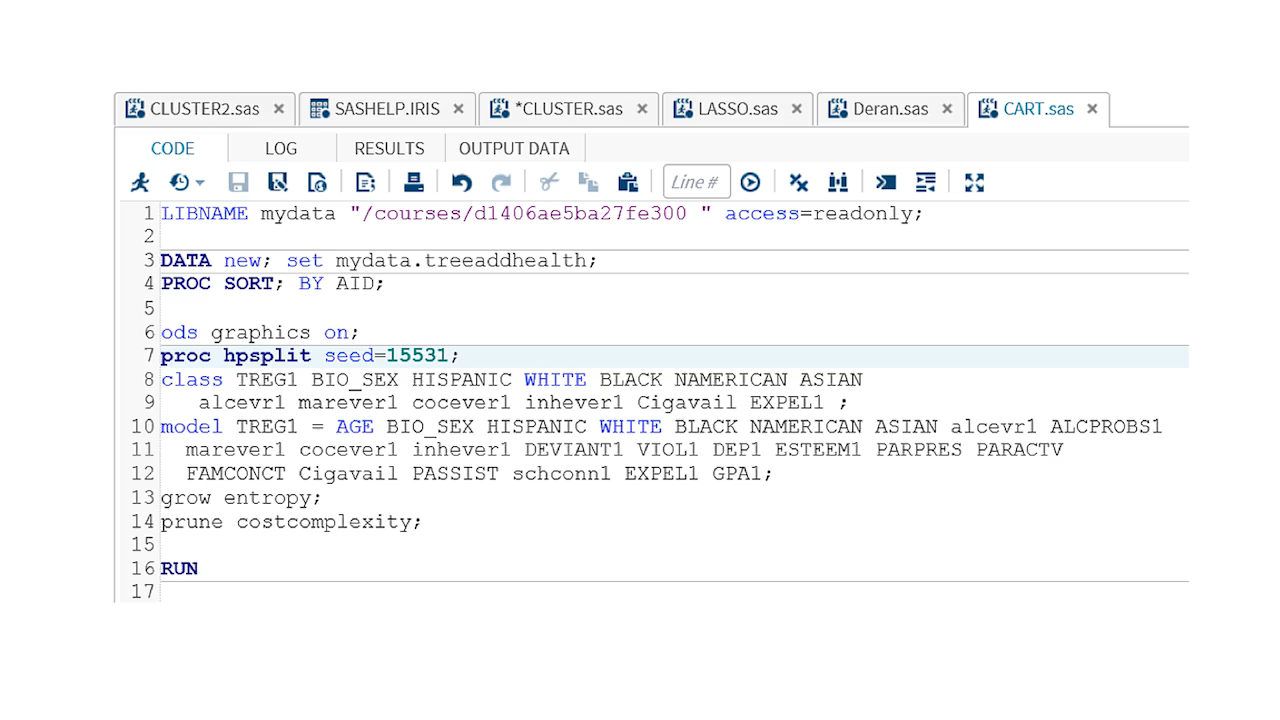 CLUSTER2.sas × SASHELP.IRIS × *CLUSTER.sas × LASSO.sas × Deran.sas × CART.sas ×
CODE LOG RESULTS OUTPUT DATA
Line #
1 LIBNAME mydata "/courses/d1406ae5ba27fe300 " access=readonly;
2
3 DATA new; set mydata.treeaddhealth;
4 PROC SORT; BY AID;
5
6 ods graphics on;
7 proc hpsplit seed=15531;
8 class TREG1 BIO_SEX HISPANIC WHITE BLACK NAMERICAN ASIAN
9 alcevr1 marever1 cocever1 inhever1 Cigavail EXPEL1 ;
10 model TREG1 = AGE BIO_SEX HISPANIC WHITE BLACK NAMERICAN ASIAN alcevr1 ALCPROBS1
11 marever1 cocever1 inhever1 DEVIANT1 VIOL1 DEP1 ESTEEM1 PARPRES PARACTV
12 FAMCONCT Cigavail PASSIST schconn1 EXPEL1 GPA1;
13 grow entropy;
14 prune costcomplexity;
15
16 RUN
17